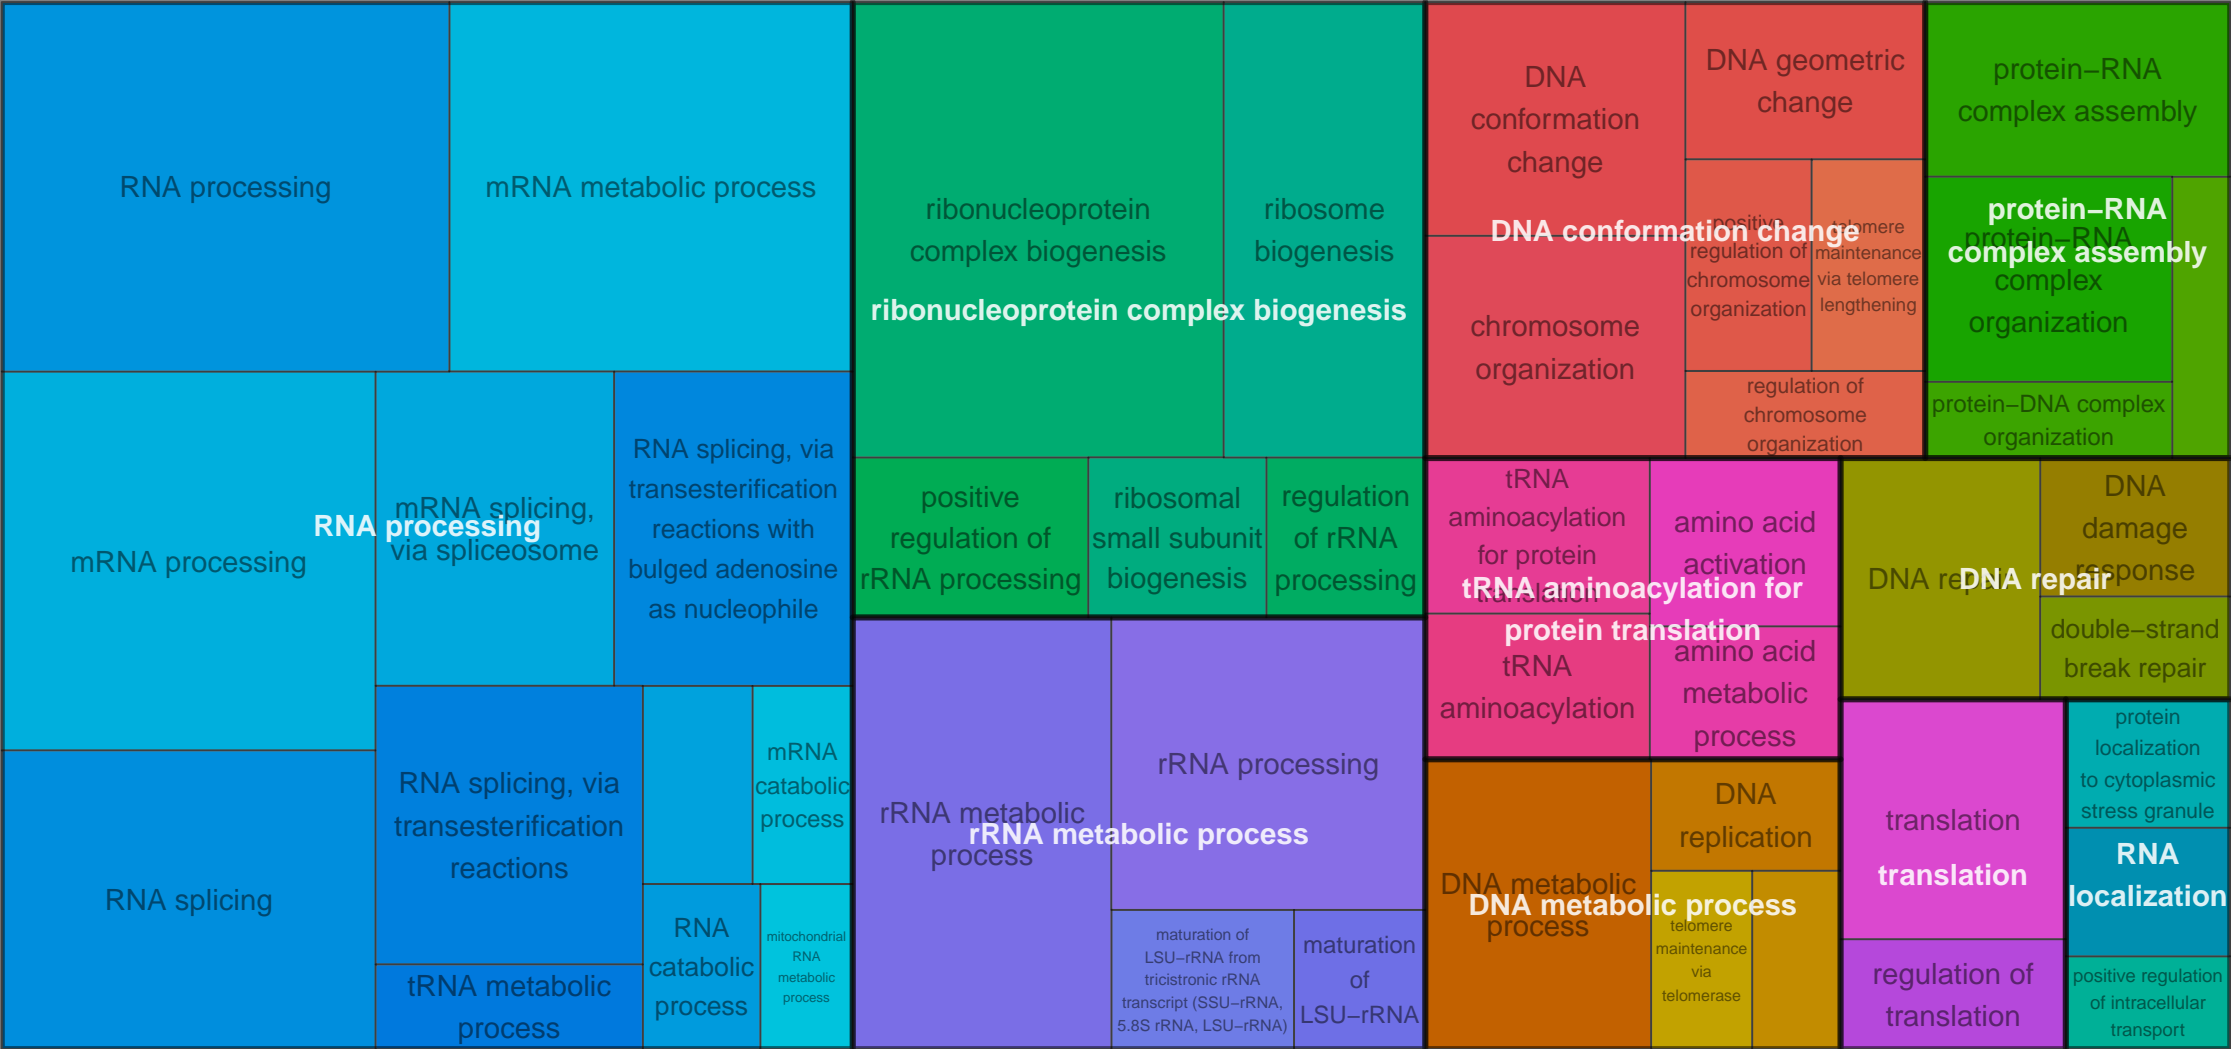 RNA processing
mRNA metabolic process
mRNA processing
mRNA splicing,
via spliceosome
RNA splicing, via
transesterification
reactions with
bulged adenosine
as nucleophile
RNA processing
RNA splicing
RNA splicing, via
transesterification
reactions
tRNA metabolic
process
mRNA
catabolic
process
RNA
catabolic
process
mitochondrial
RNA
metabolic
process
ribonucleoprotein
complex biogenesis
ribosome
biogenesis
ribonucleoprotein complex biogenesis
positive
regulation of
rRNA processing
ribosomal
small subunit
biogenesis
regulation
of rRNA
processing
rRNA metabolic
process
rRNA processing
rRNA metabolic process
maturation of
LSU−rRNA from
tricistronic rRNA
transcript (SSU−rRNA,
5.8S rRNA, LSU−rRNA)
maturation
of
LSU−rRNA
DNA
conformation
change
DNA geometric
change
positive
regulation of
chromosome
organization
telomere
maintenance
via telomere
lengthening
DNA conformation change
chromosome
organization
regulation of
chromosome
organization
protein−RNA
complex assembly
protein−RNA
complex
organization
protein−RNA
complex assembly
protein−DNA complex
organization
tRNA
aminoacylation
for protein
translation
amino acid
activation
tRNA aminoacylation for
protein translation
tRNA
aminoacylation
amino acid
metabolic
process
DNA repair
DNA
damage
response
DNA repair
double−strand
break repair
DNA metabolic
process
DNA
replication
DNA metabolic process
telomere
maintenance
via
telomerase
translation
translation
regulation of
translation
protein
localization
to cytoplasmic
stress granule
RNA
localization
positive regulation
of intracellular
transport